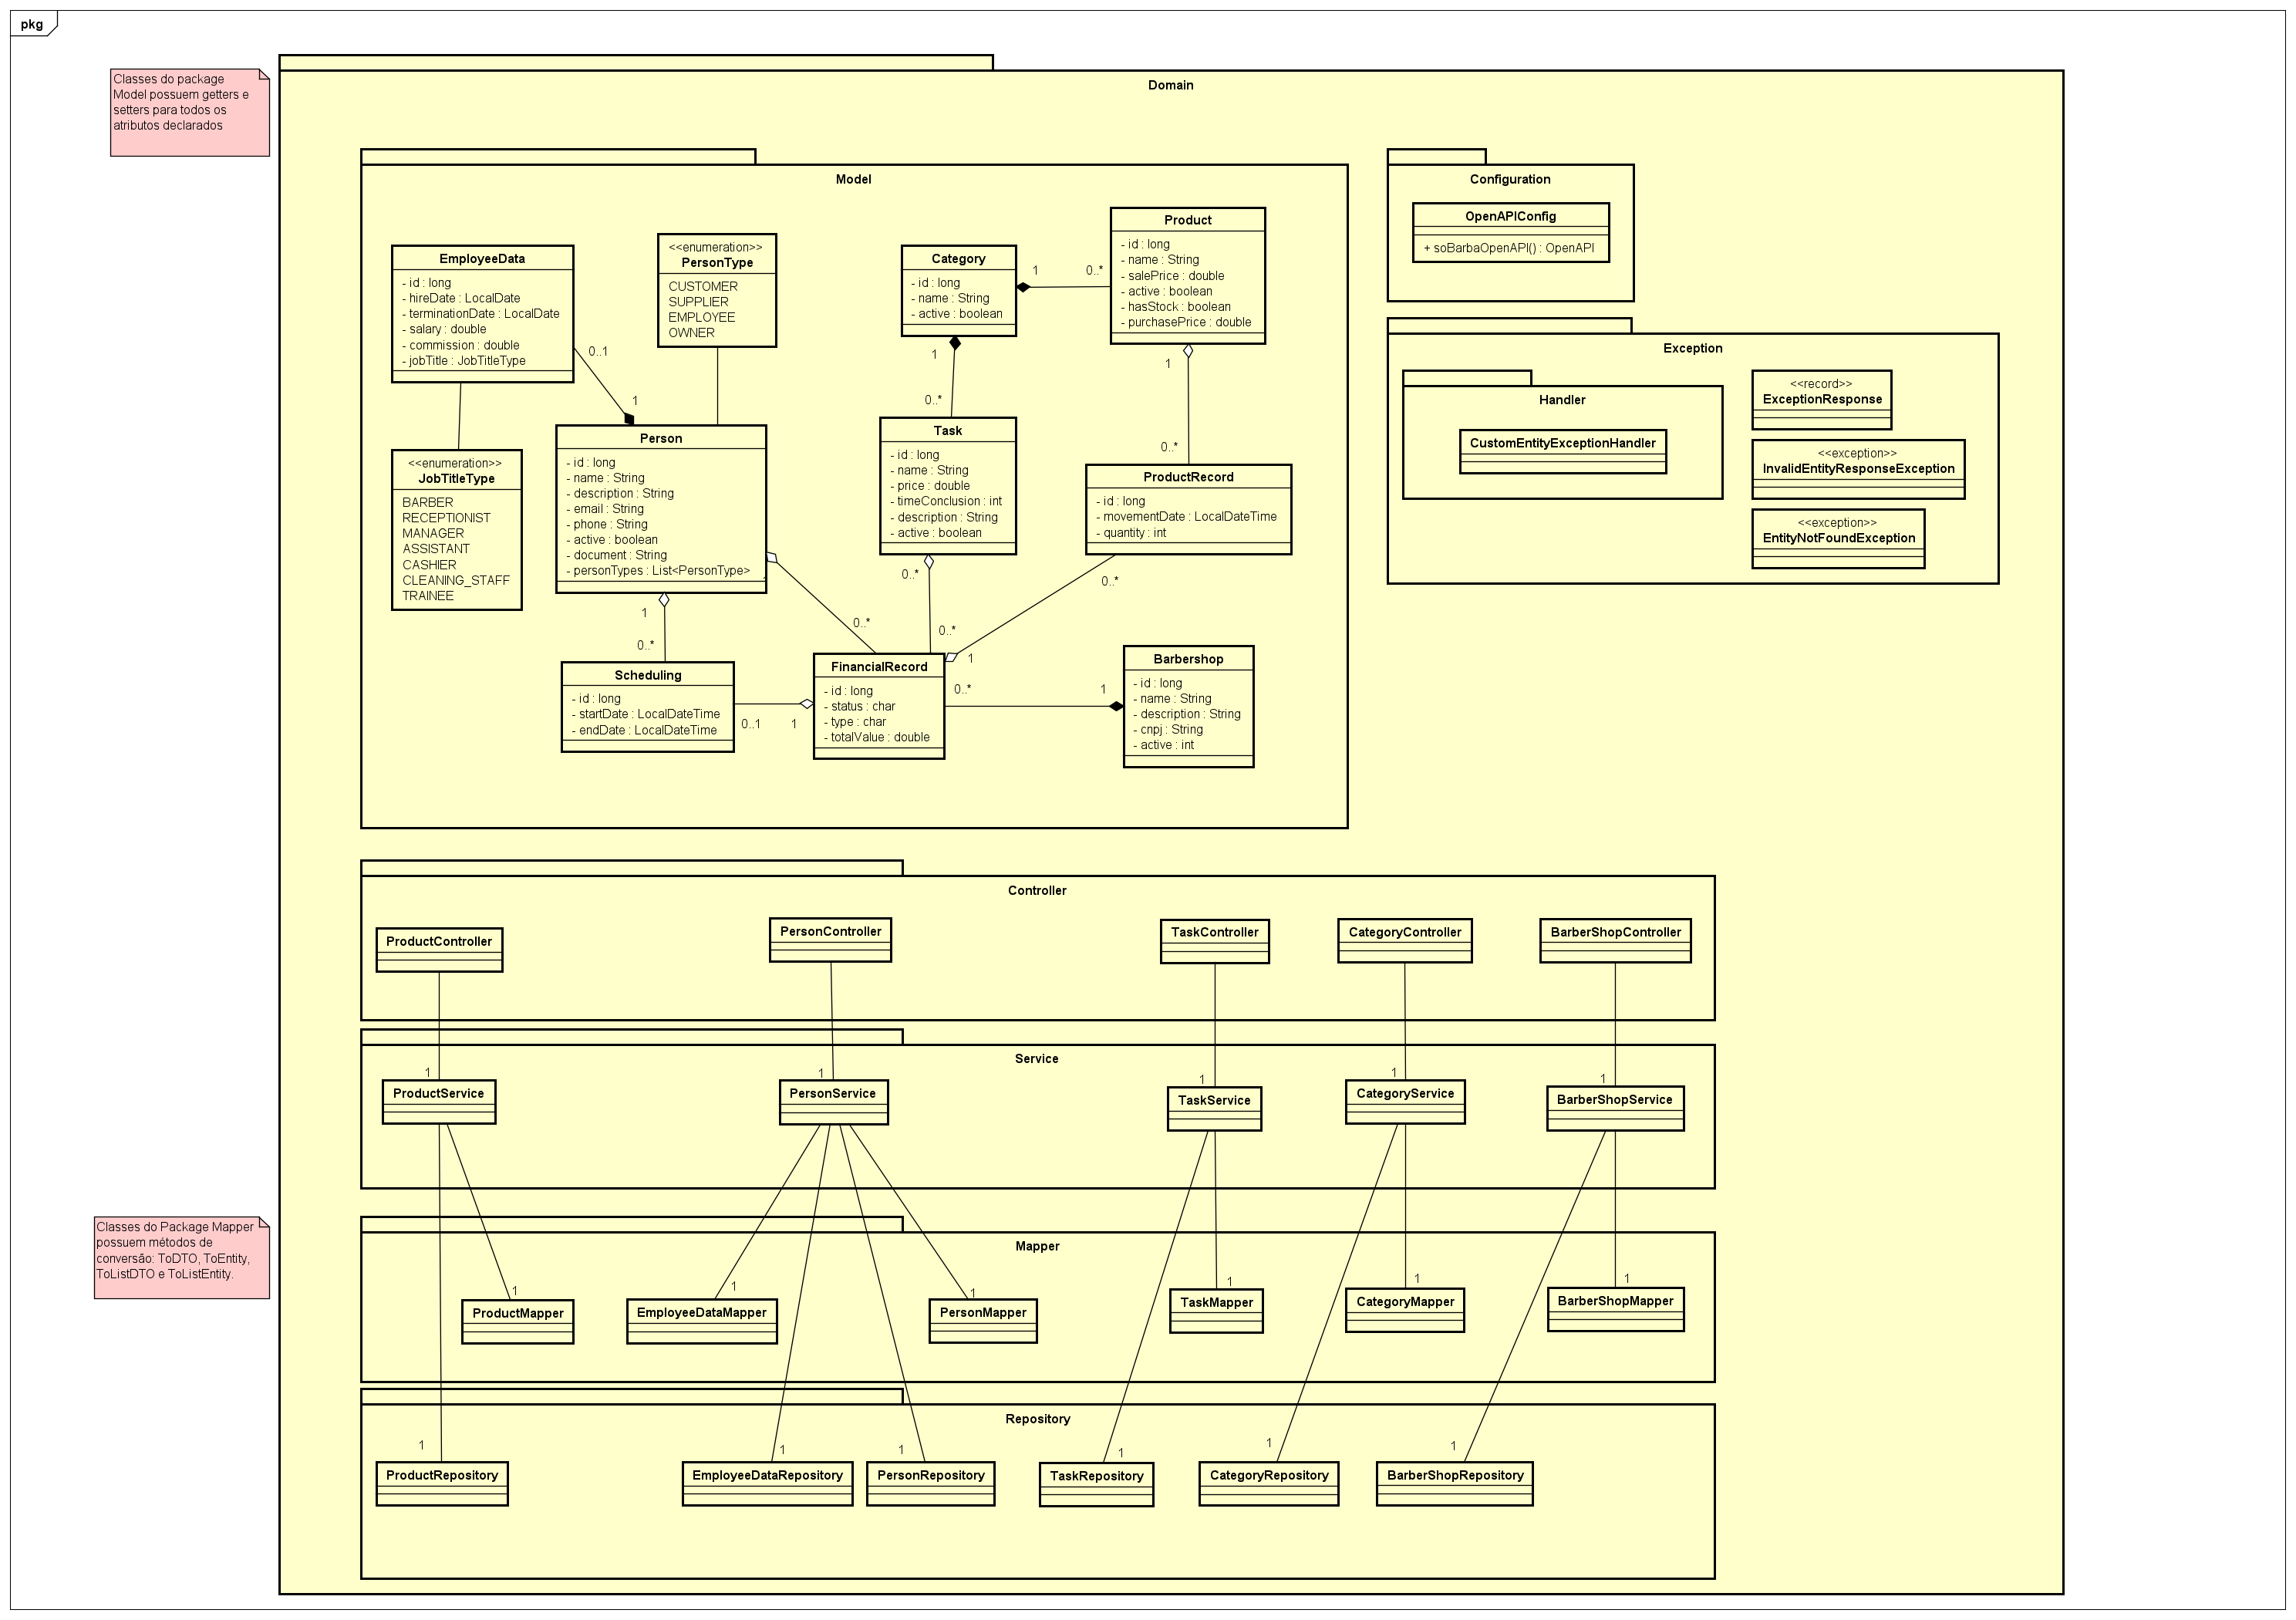 pkg
Classes do package
Model possuem getters e
setters para todos os
atributos declarados
Domain
Model
EmployeeData
- id : long
- hireDate : LocalDate
- terminationDate : LocalDate
- salary : double
- commission : double
- jobTitle : JobTitleType
<<enumeration>>
PersonType
CUSTOMER
SUPPLIER
EMPLOYEE
OWNER
Category
- id : long
- name : String
- active : boolean
1
0..*
Product
- id : long
- name : String
- salePrice : double
- active : boolean
- hasStock : boolean
- purchasePrice : double
0..1
1
1
0..*
1
0..*
<<enumeration>>
JobTitleType
BARBER
RECEPTIONIST
MANAGER
ASSISTANT
CASHIER
CLEANING_STAFF
TRAINEE
Person
- id : long
- name : String
- description : String
- email : String
- phone : String
- active : boolean
- document : String
- personTypes : List<PersonType>
Task
- id : long
- name : String
- price : double
- timeConclusion : int
- description : String
- active : boolean
ProductRecord
- id : long
- movementDate : LocalDateTime
- quantity : int
1
0..*
0..*
0..*
0..*
0..*
1
Scheduling
- id : long
- startDate : LocalDateTime
- endDate : LocalDateTime
0..1
1
FinancialRecord
- id : long
- status : char
- type : char
- totalValue : double
0..*
1
Barbershop
- id : long
- name : String
- description : String
- cnpj : String
- active : int
Configuration
OpenAPIConfig
+ soBarbaOpenAPI() : OpenAPI
Exception
Handler
CustomEntityExceptionHandler
<<record>>
ExceptionResponse
<<exception>>
InvalidEntityResponseException
<<exception>>
EntityNotFoundException
Controller
ProductController
PersonController
TaskController
CategoryController
BarberShopController
Service
1
1
1
1
1
ProductService
PersonService
TaskService
CategoryService
BarberShopService
Classes do Package Mapper
possuem métodos de
conversão: ToDTO, ToEntity,
ToListDTO e ToListEntity.
Mapper
1
1
1
1
1
1
ProductMapper
EmployeeDataMapper
PersonMapper
TaskMapper
CategoryMapper
BarberShopMapper
Repository
1
1
1
1
1
1
ProductRepository
EmployeeDataRepository
PersonRepository
TaskRepository
CategoryRepository
BarberShopRepository